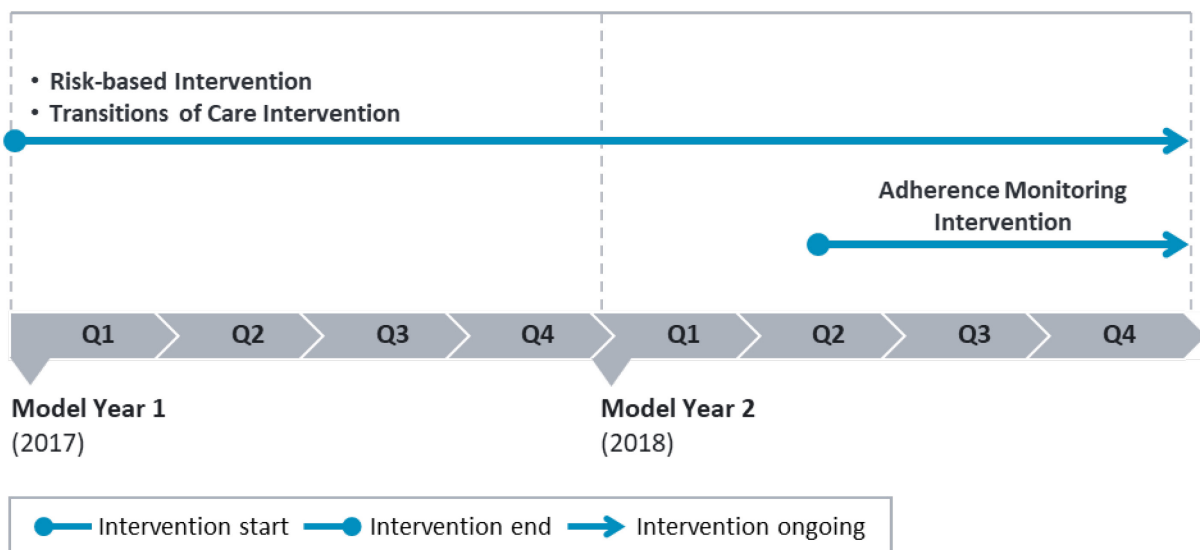 • Risk-based Intervention
• Transitions of Care Intervention
Adherence Monitoring
Intervention
Q1 Q2 Q3 Q4 Q1 Q2 Q3 Q4
Model Year 1
(2017)
Model Year 2
(2018)
Intervention start Intervention end Intervention ongoing